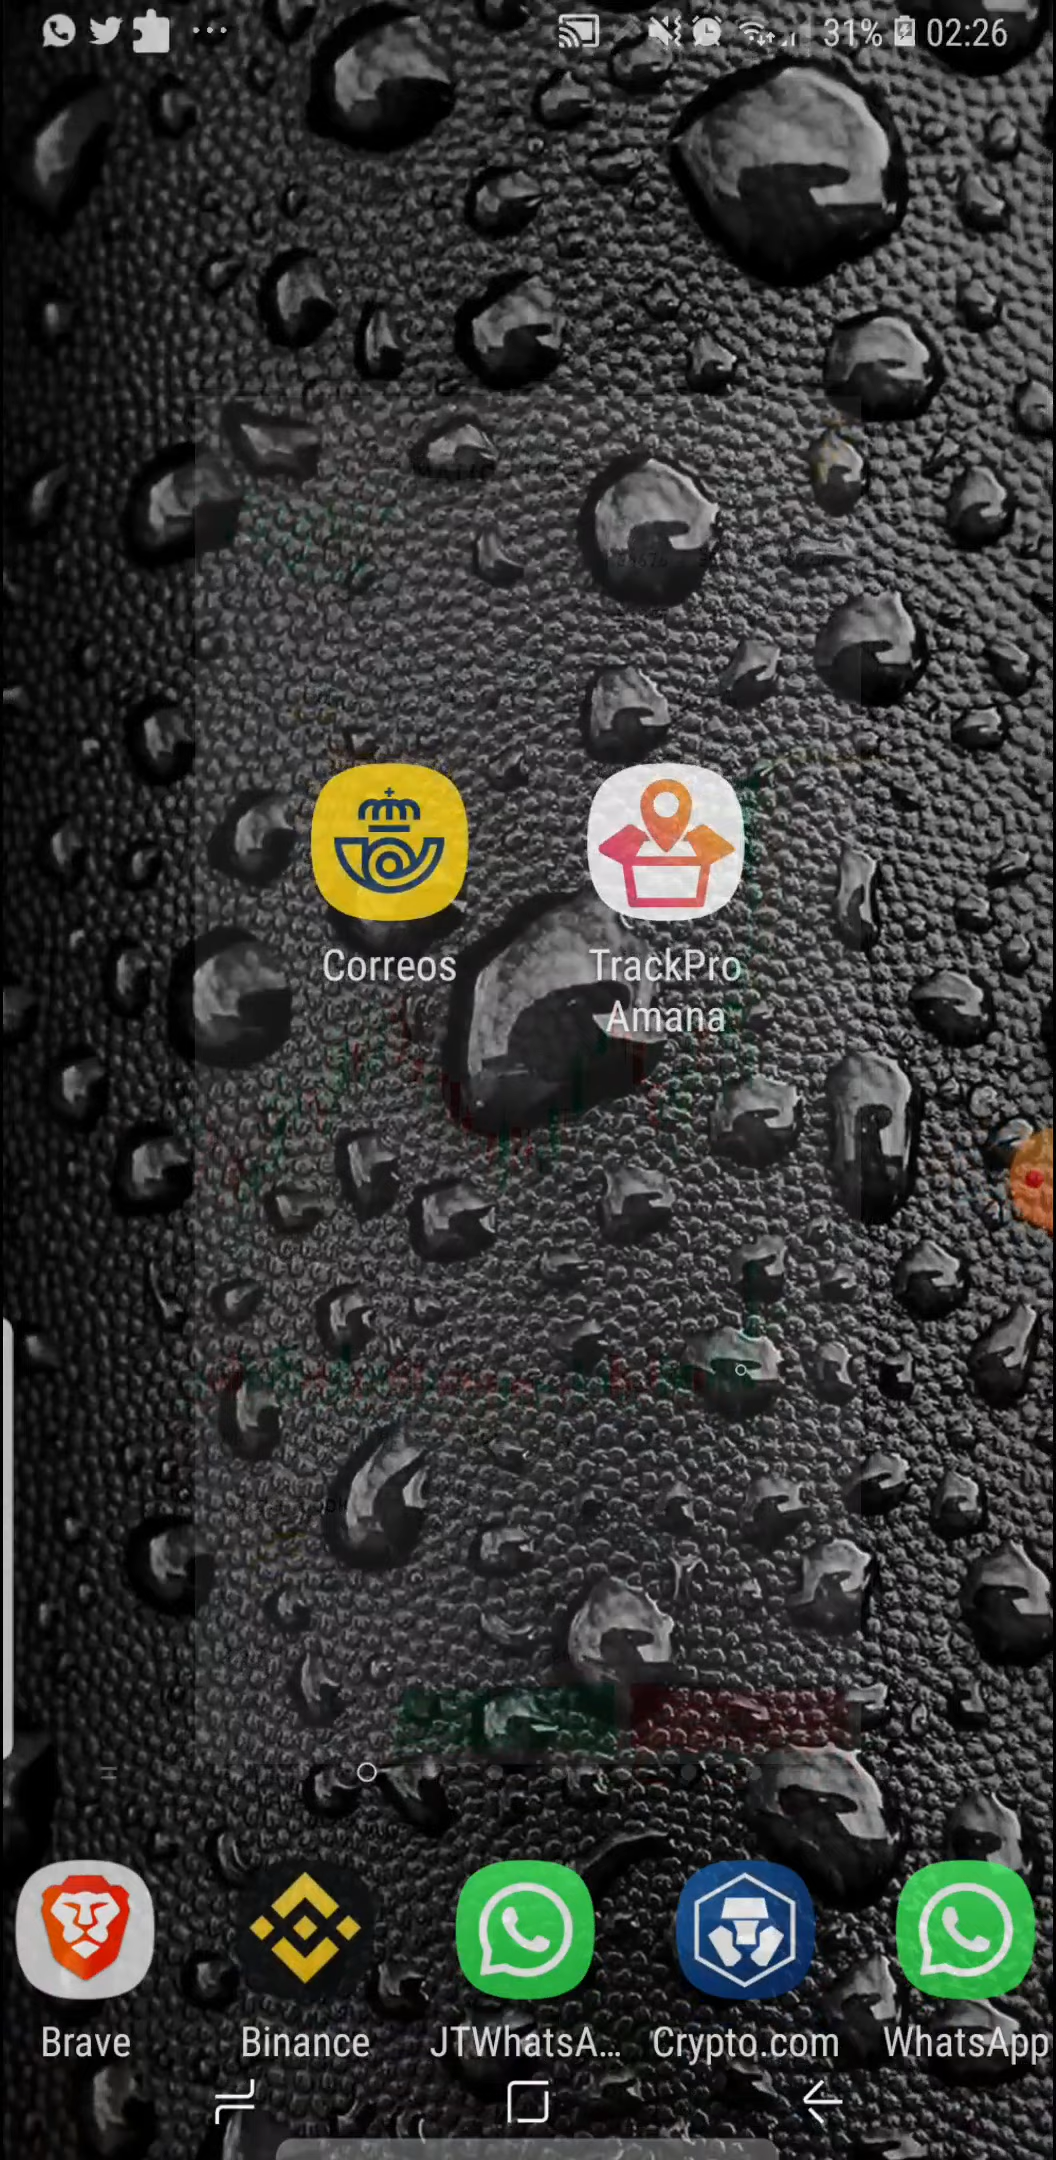 31% 02:26
Correos
TrackPro
Amana
Brave
Binance
JTWhatsA...
Crypto.com
WhatsApp